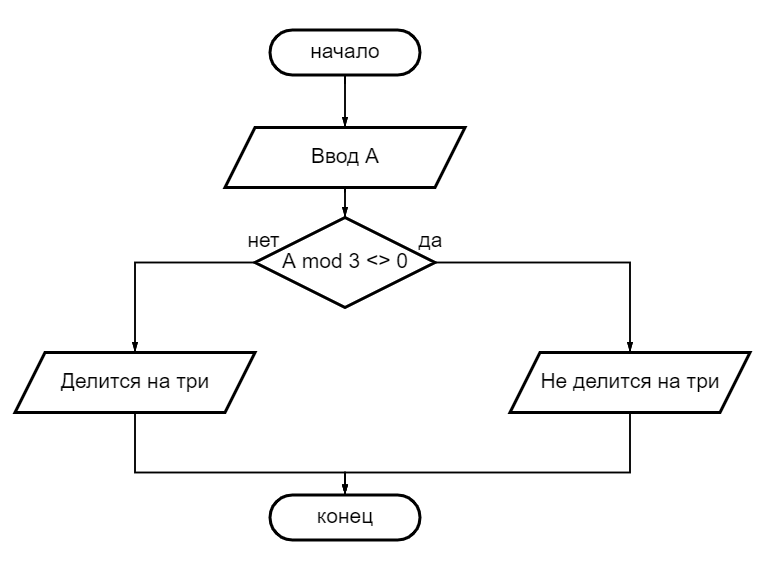 начало
Ввод А
нет
да
A mod 3 <> 0
Делится на три
Не делится на три
конец